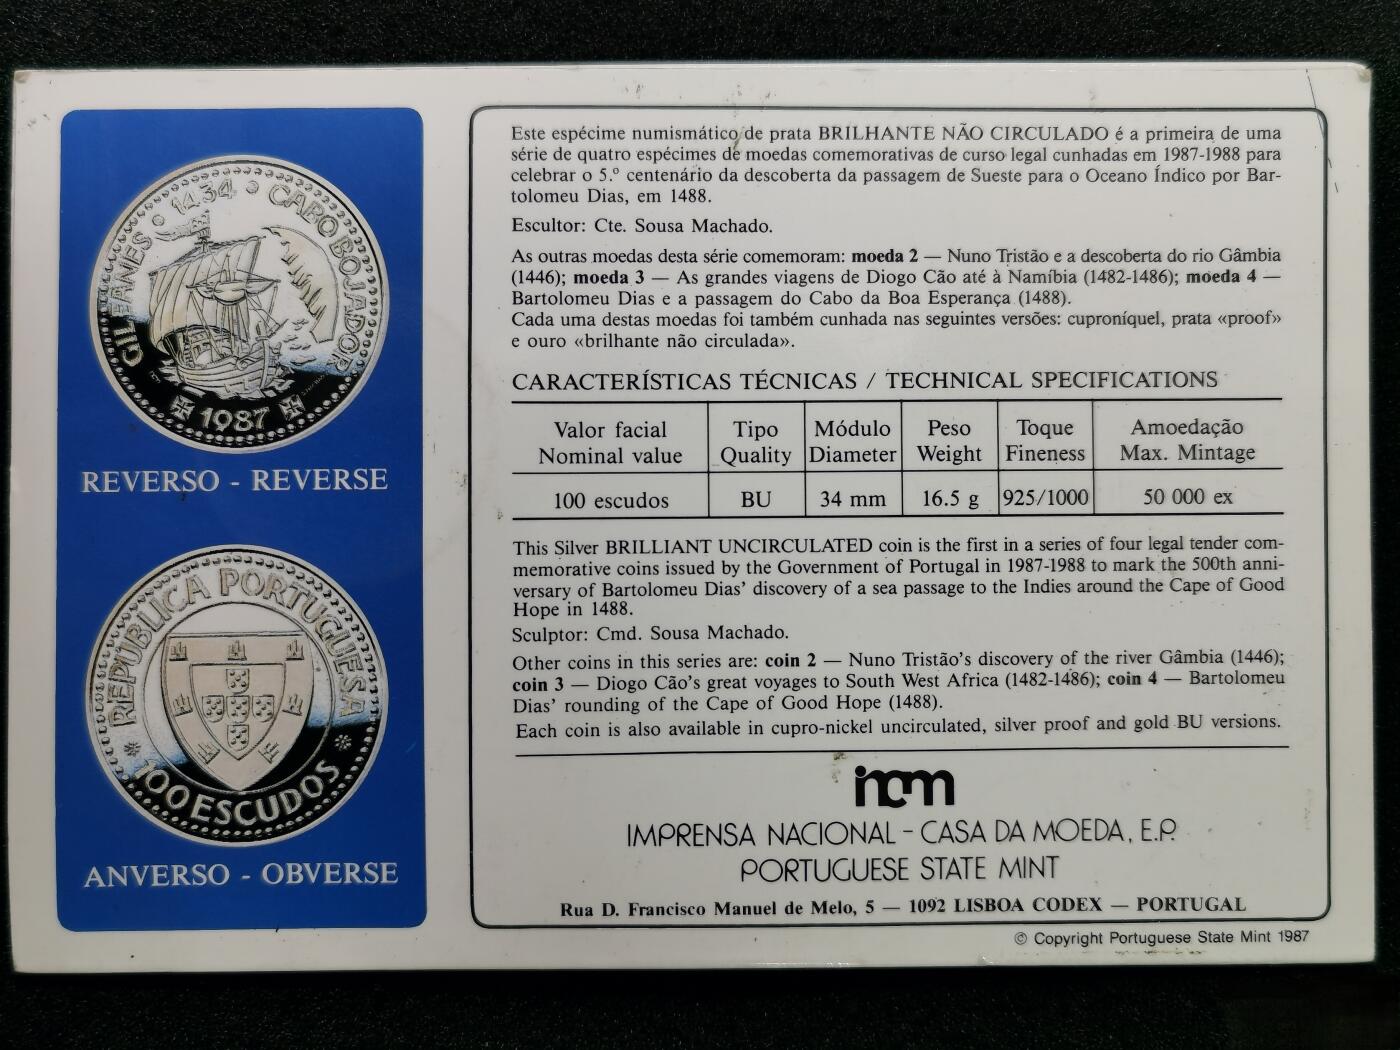 GIL EANES • 1434 • CABO BOJADOR
1987
REVERSO - REVERSE
REPÚBLICA PORTUGUESA
100 ESCUDOS
ANVERSO - OBVERSE
Este espécime numismático de prata BRILHANTE NÃO CIRCULADO é a primeira de uma
série de quatro espécimes de moedas comemorativas de curso legal cunhadas em 1987-1988 para
celebrar o 5.º centenário da descoberta da passagem de Sueste para o Oceano Índico por Bar-
tolomeu Dias, em 1488.
Escultor: Cte. Sousa Machado.
As outras moedas desta série comemoram: moeda 2 — Nuno Tristão e a descoberta do rio Gâmbia
(1446); moeda 3 — As grandes viagens de Diogo Cão até à Namíbia (1482-1486); moeda 4 —
Bartolomeu Dias e a passagem do Cabo da Boa Esperança (1488).
Cada uma destas moedas foi também cunhada nas seguintes versões: cuproníquel, prata «proof»
e ouro «brilhante não circulada».
CARACTERÍSTICAS TÉCNICAS / TECHNICAL SPECIFICATIONS
Valor facial Tipo Módulo Peso Toque Amoedação
Nominal value Quality Diameter Weight Fineness Max. Mintage
100 escudos BU 34 mm 16.5 g 925/1000 50 000 ex
This Silver BRILLIANT UNCIRCULATED coin is the first in a series of four legal tender com-
memorative coins issued by the Government of Portugal in 1987-1988 to mark the 500th anni-
versary of Bartolomeu Dias' discovery of a sea passage to the Indies around the Cape of Good
Hope in 1488.
Sculptor: Cmd. Sousa Machado.
Other coins in this series are: coin 2 — Nuno Tristão's discovery of the river Gâmbia (1446);
coin 3 — Diogo Cão's great voyages to South West Africa (1482-1486); coin 4 — Bartolomeu
Dias' rounding of the Cape of Good Hope (1488).
Each coin is also available in cupro-nickel uncirculated, silver proof and gold BU versions.
incm
IMPRENSA NACIONAL - CASA DA MOEDA, E.P.
PORTUGUESE STATE MINT
Rua D. Francisco Manuel de Melo, 5 — 1092 LISBOA CODEX — PORTUGAL
© Copyright Portuguese State Mint 1987